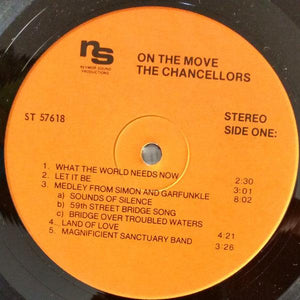 ns
PRODUCTIONS
ON THE MOVE
THE CHANCELLORS
ST 57618
STEREO
SIDE ONE:
1. WHAT THE WORLD NEEDS NOW 2:30
2. LET IT BE 3:01
3. MEDLEY FROM SIMON AND GARFUNKLE 8:02
a) SOUNDS OF SILENCE
b) 59th STREET BRIDGE SONG
c) BRIDGE OVER TROUBLED WATERS
4. LAND OF LOVE 4:21
5. MAGNIFICIENT SANCTUARY BAND 3:26